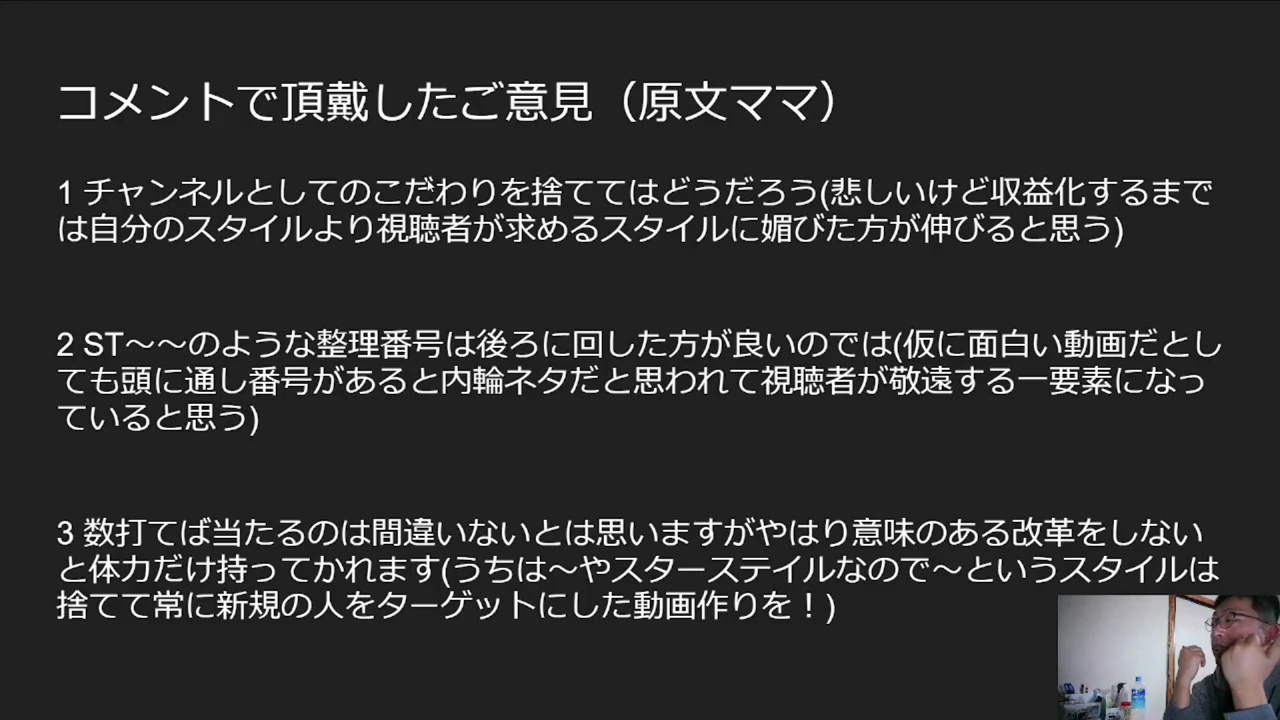 コメントで頂戴したご意見（原文ママ）
1 チャンネルとしてのこだわりを捨ててはどうだろう(悲しいけど収益化するまで
は自分のスタイルより視聴者が求めるスタイルに媚びた方が伸びると思う)
2 ST～～のような整理番号は後ろに回した方が良いのでは(仮に面白い動画だとし
ても頭に通し番号があると内輪ネタだと思われて視聴者が敬遠する一要素になっ
ていると思う)
3 数打てば当たるのは間違いないとは思いますがやはり意味のある改革をしない
と体力だけ持ってかれます(うちは～やスターステイルなので～というスタイルは
捨てて常に新規の人をターゲットにした動画作りを！)